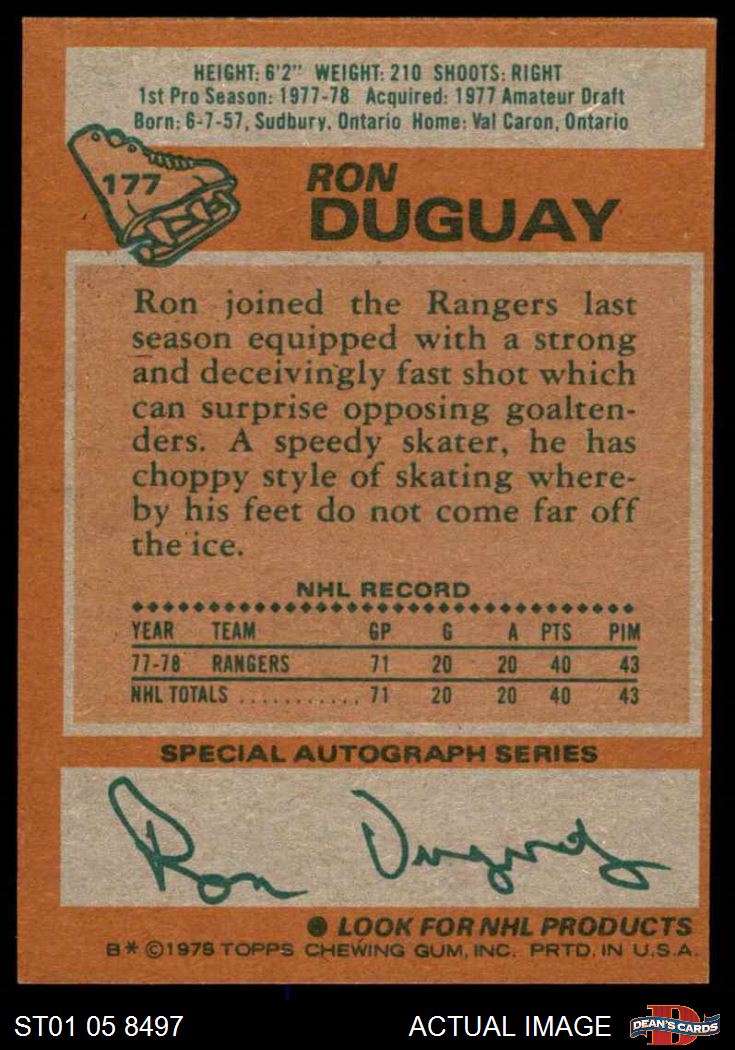 HEIGHT: 6'2" WEIGHT: 210 SHOOTS: RIGHT
1st Pro Season: 1977-78 Acquired: 1977 Amateur Draft
Born: 6-7-57, Sudbury, Ontario Home: Val Caron, Ontario
177
RON
DUGUAY
Ron joined the Rangers last
season equipped with a strong
and deceivingly fast shot which
can surprise opposing goalten-
ders. A speedy skater, he has
choppy style of skating where-
by his feet do not come far off
the ice.
NHL RECORD
YEAR TEAM GP G A PTS PIM
77-78 RANGERS 71 20 20 40 43
NHL TOTALS ............ 71 20 20 40 43
SPECIAL AUTOGRAPH SERIES
Ron Duguay
● LOOK FOR NHL PRODUCTS
B* ©1978 TOPPS CHEWING GUM, INC. PRTD. IN U.S.A.
ST01 05 8497 ACTUAL IMAGE D DEAN'S CARDS